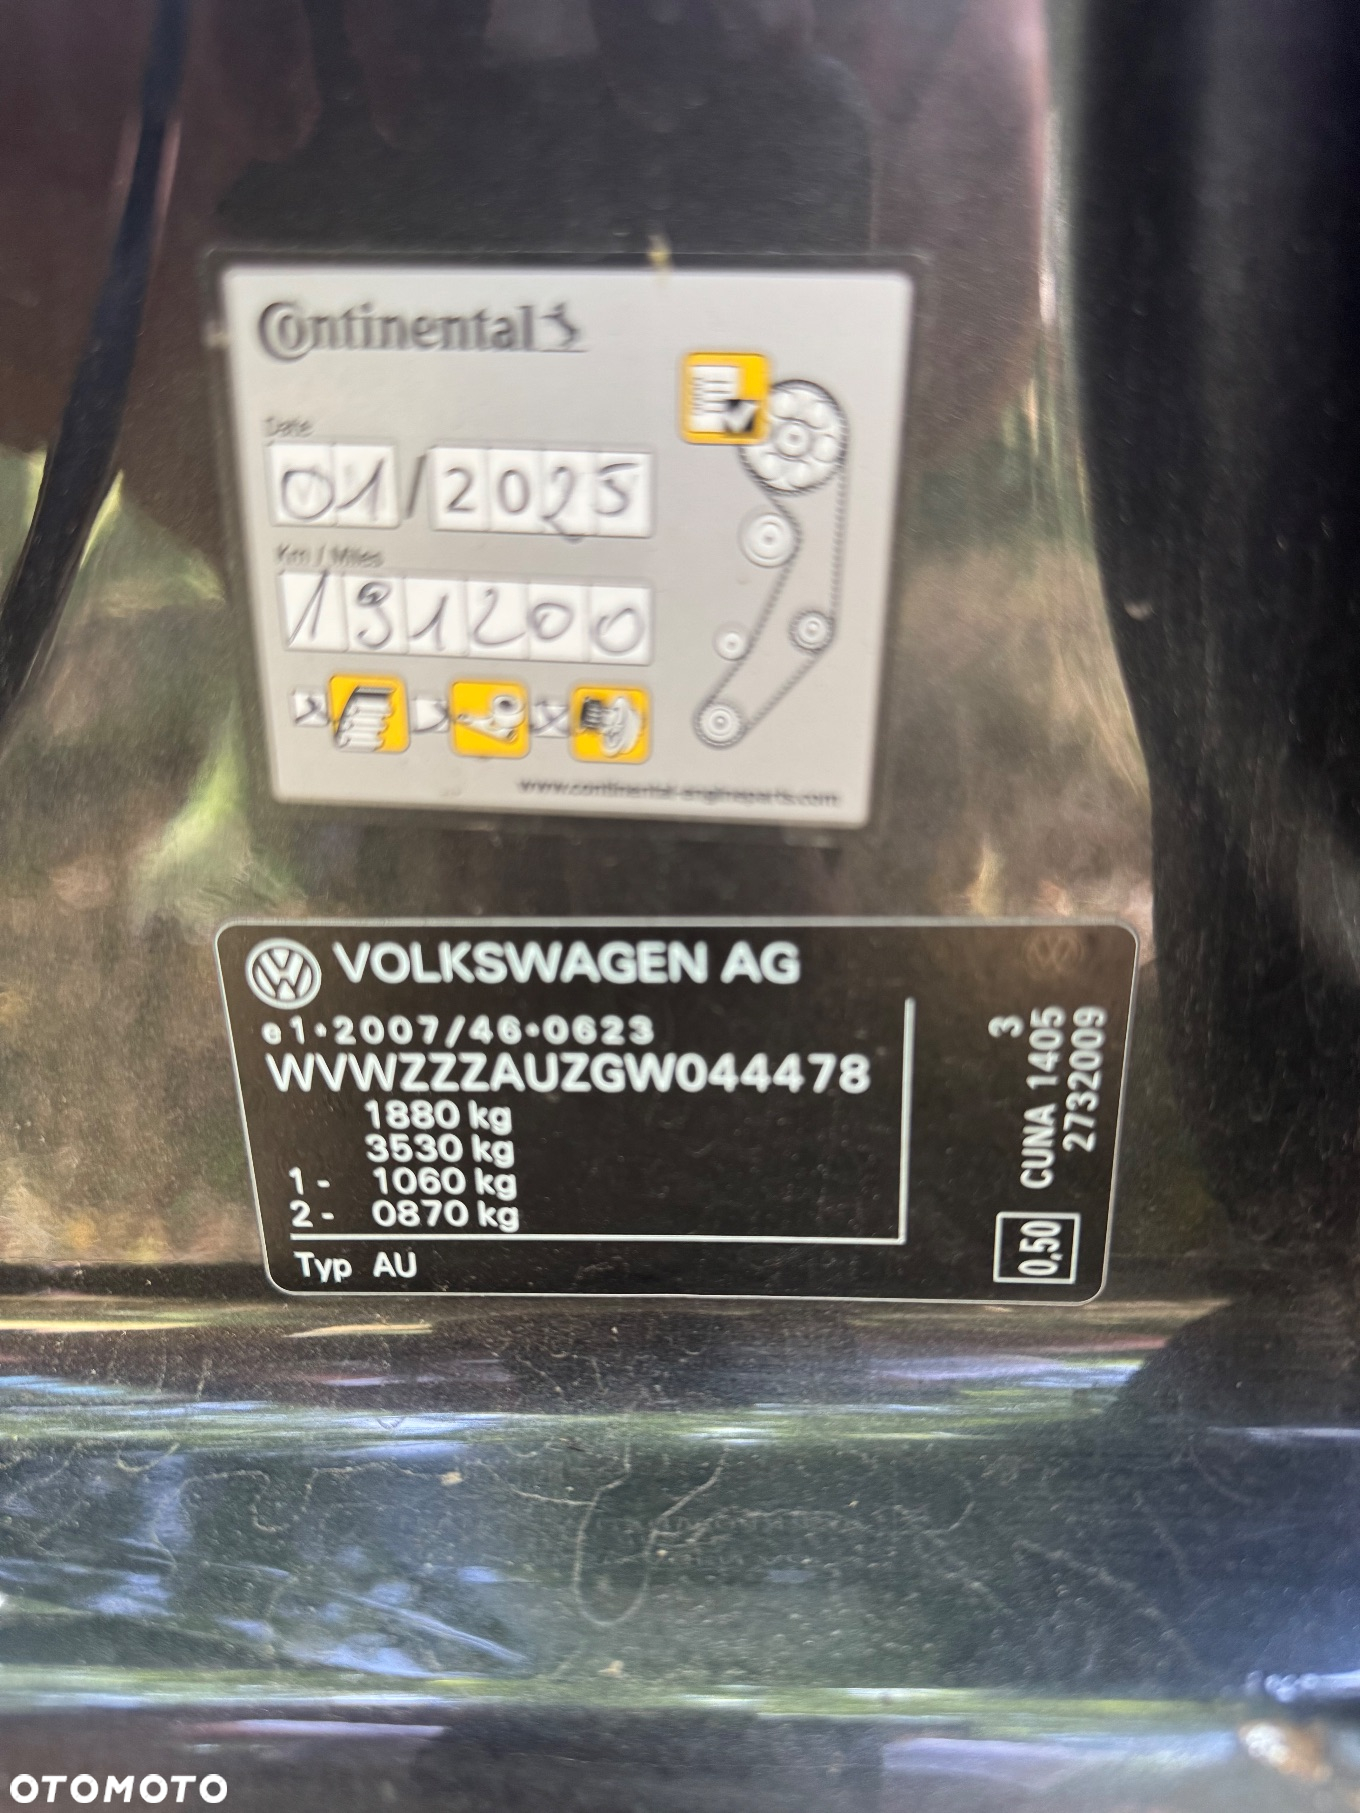 Continental
Date
01/2025
Km / Miles
191200
www.continental-engineparts.com
VOLKSWAGEN AG
e1*2007/46*0623
WVWZZZAUZGW044478
1880 kg
3530 kg
1- 1060 kg
2- 0870 kg
Typ AU
3
CUNA 1405
2732009
0,50
OTOMOTO